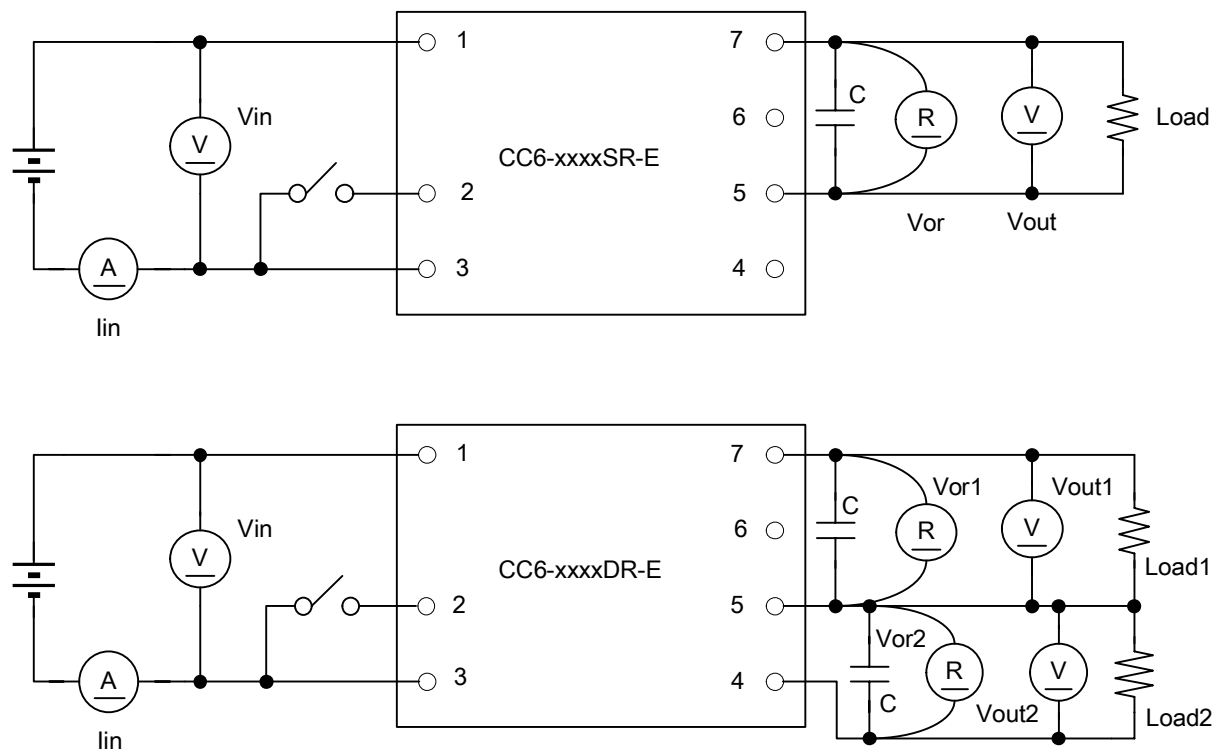 1
7
Vin
C
V
6
R
V
Load
CC6-xxxxSR-E
2
5
Vor
Vout
A
3
4
Iin
1
7
Vor1
Vout1
Vin
C
6
V
R
V
CC6-xxxxDR-E
Load1
2
5
Vor2
A
3
4
R
V
C
Vout2
Load2
Iin